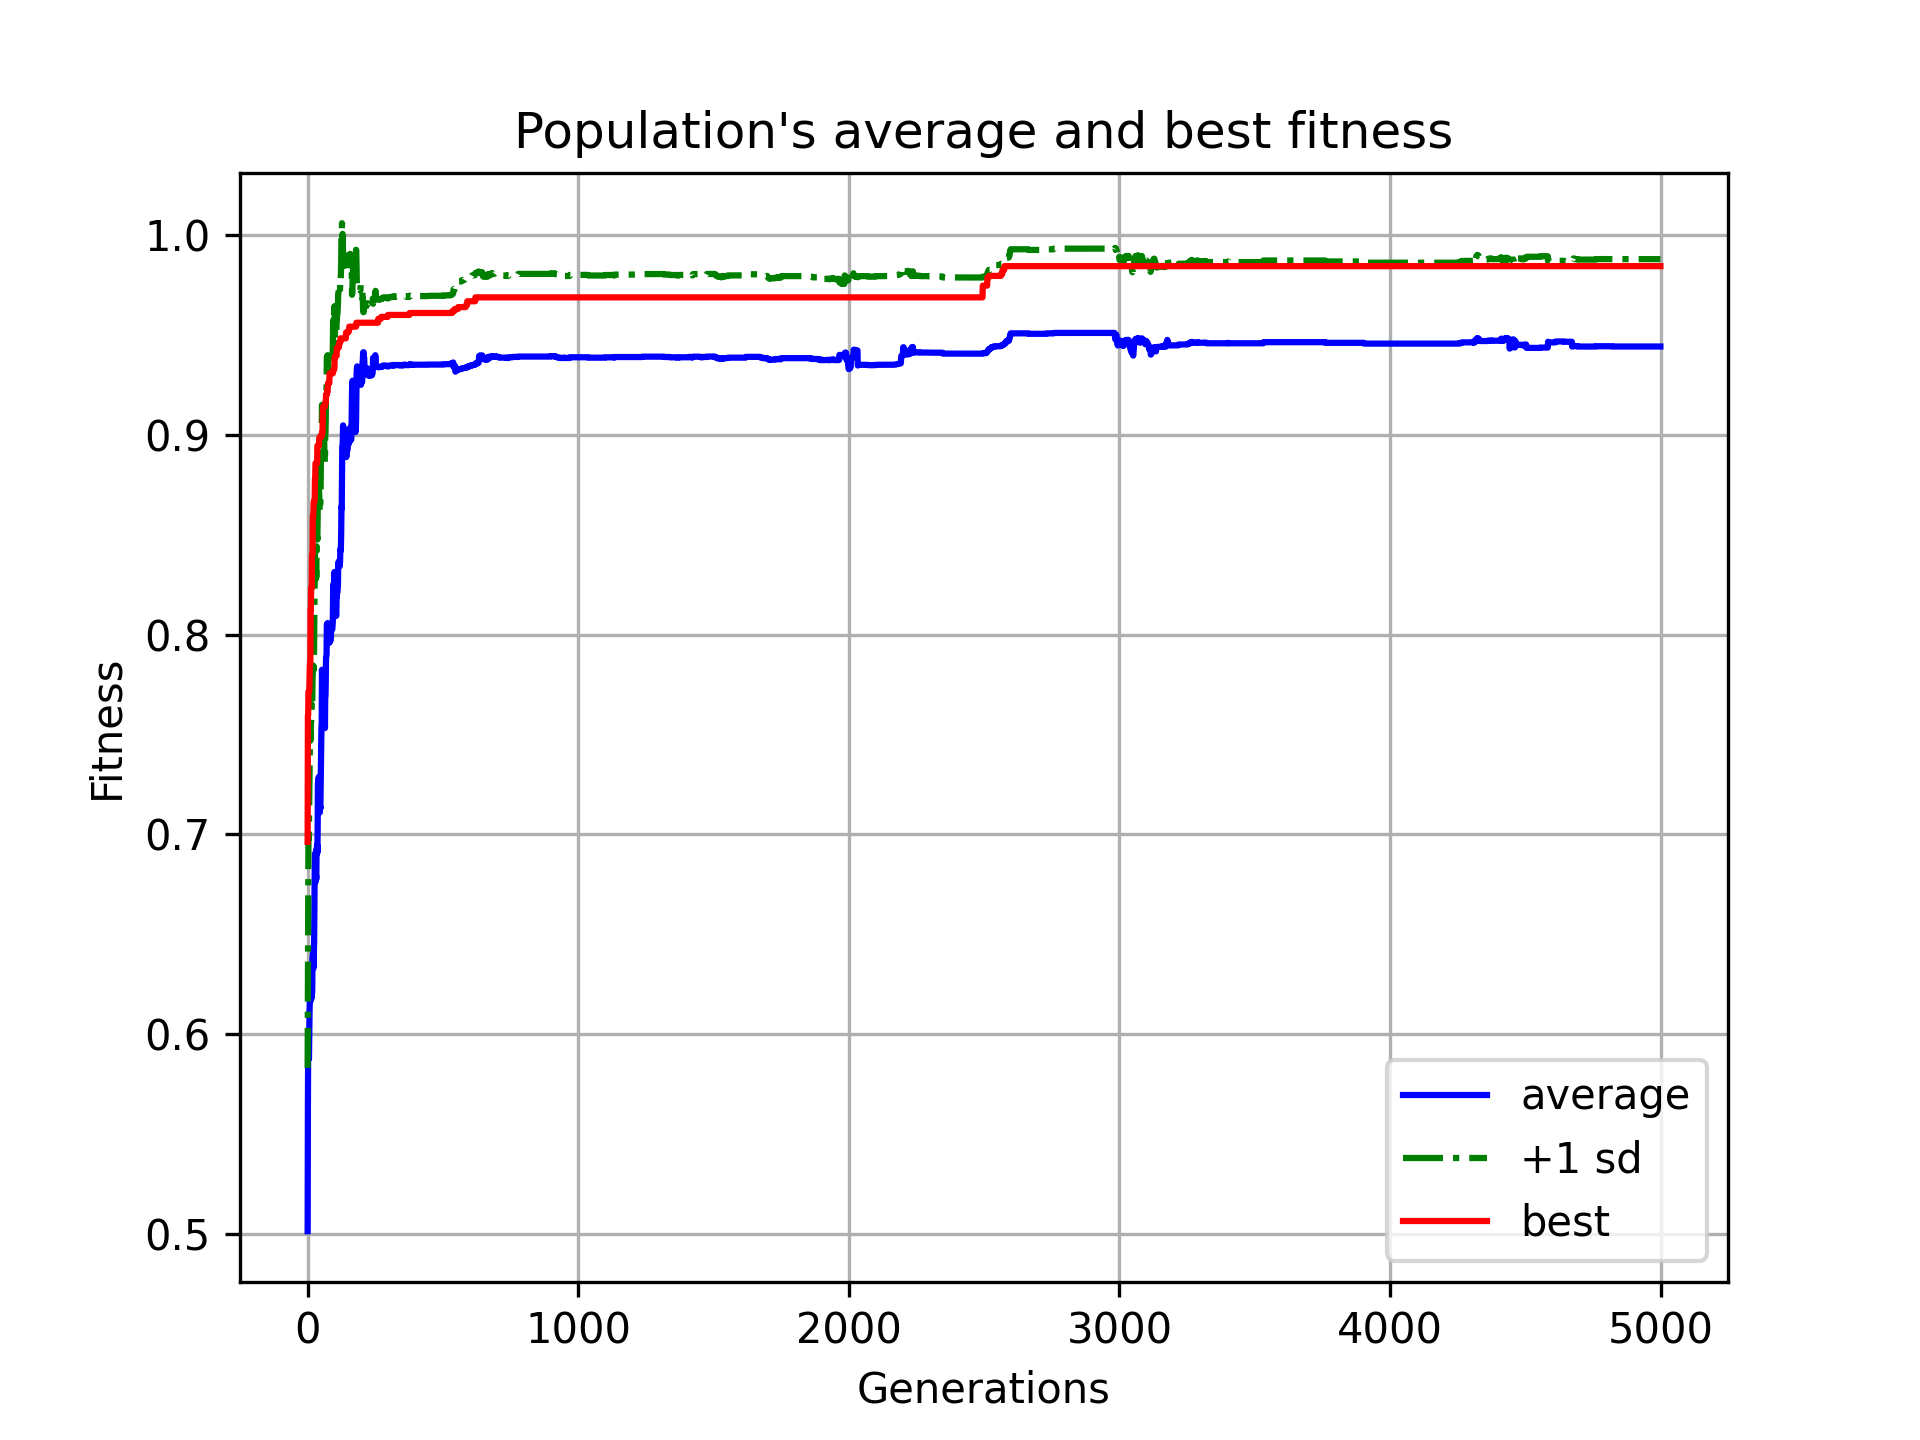 Population's average and best fitness
1.0
0.9
0.8
0.7
0.6
0.5
Fitness
average
+1 sd
best
0 1000 2000 3000 4000 5000
Generations